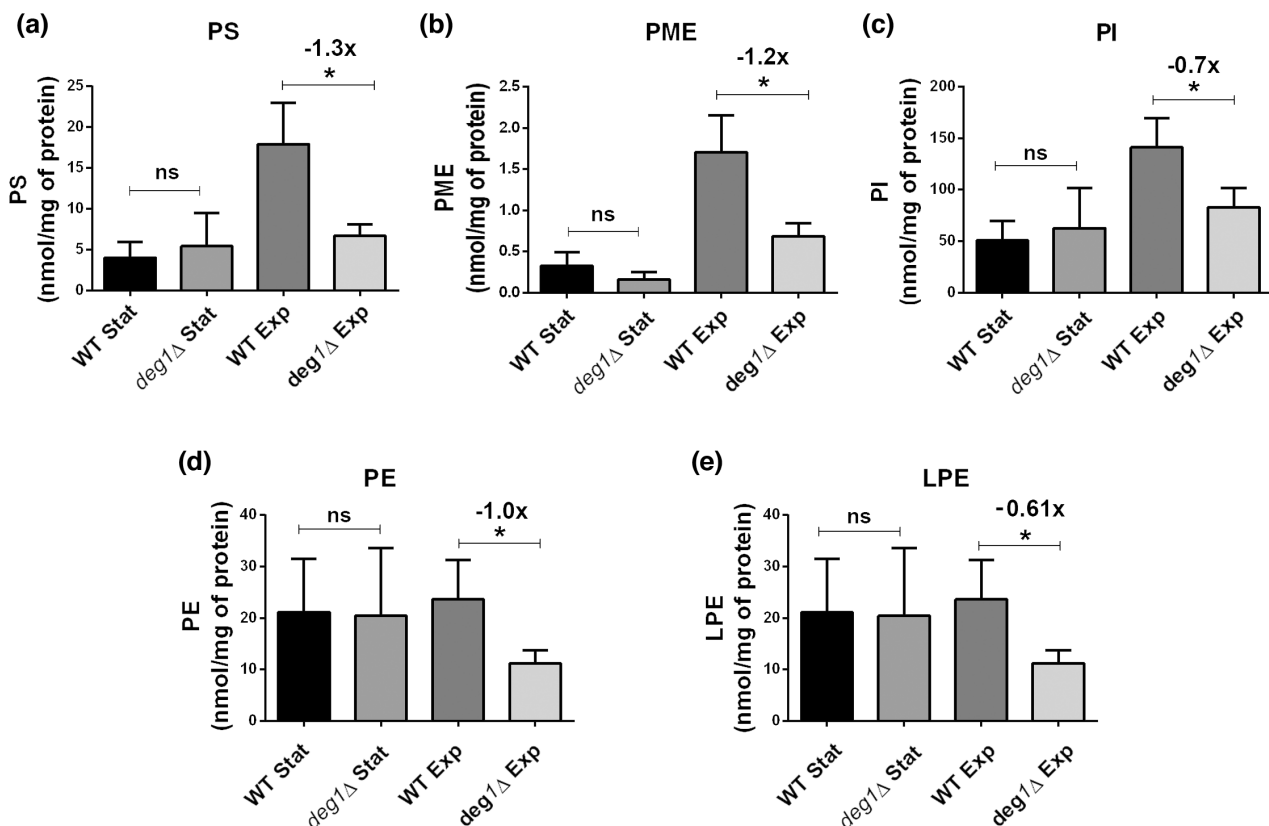 (a)
PS
-1.3x
*
ns
PS
(nmol/mg of protein)
25
20
15
10
5
0
WT Stat
deg1Δ Stat
WT Exp
deg1Δ Exp
(b)
PME
-1.2x
*
ns
PME
(nmol/mg of protein)
2.5
2.0
1.5
1.0
0.5
0.0
WT Stat
deg1Δ Stat
WT Exp
deg1Δ Exp
(c)
PI
-0.7x
*
ns
PI
(nmol/mg of protein)
200
150
100
50
0
WT Stat
deg1Δ Stat
WT Exp
deg1Δ Exp
(d)
PE
-1.0x
*
ns
PE
(nmol/mg of protein)
40
30
20
10
0
WT Stat
deg1Δ Stat
WT Exp
deg1Δ Exp
(e)
LPE
-0.61x
*
ns
LPE
(nmol/mg of protein)
40
30
20
10
0
WT Stat
deg1Δ Stat
WT Exp
deg1Δ Exp